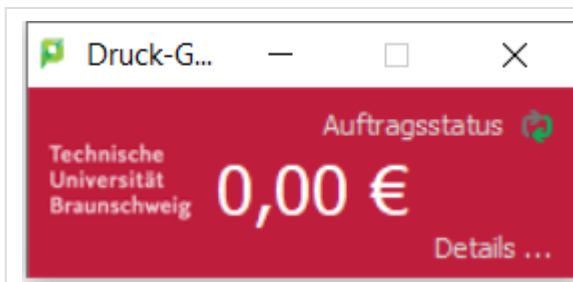 Druck-G...
Auftragsstatus
Technische
Universität
Braunschweig
0,00 €
Details ...